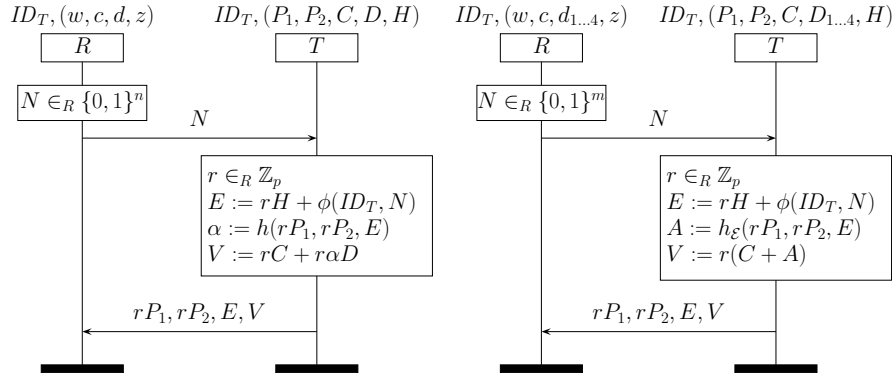 ID_T, (w, c, d, z) ID_T, (P_1, P_2, C, D, H)
R T
N ∈_R {0, 1}^n
N
r ∈_R ℤ_p
E := rH + ϕ(ID_T, N)
α := h(rP_1, rP_2, E)
V := rC + rαD
rP_1, rP_2, E, V
ID_T, (w, c, d_{1...4}, z) ID_T, (P_1, P_2, C, D_{1...4}, H)
R T
N ∈_R {0, 1}^m
N
r ∈_R ℤ_p
E := rH + ϕ(ID_T, N)
A := h_ℰ(rP_1, rP_2, E)
V := r(C + A)
rP_1, rP_2, E, V